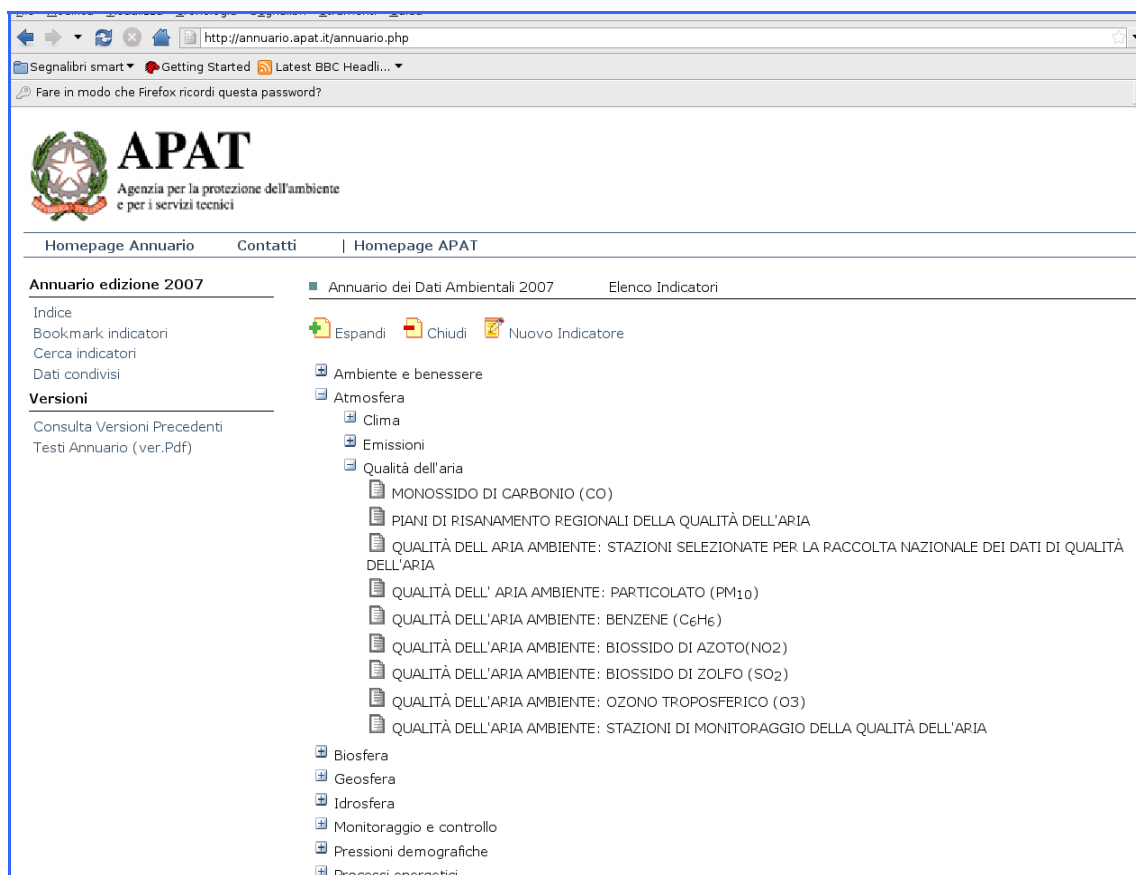 http://annuario.apat.it/annuario.php
Segnalibri smart Getting Started Latest BBC Headli...
Fare in modo che Firefox ricordi questa password?
APAT
Agenzia per la protezione dell'ambiente
e per i servizi tecnici
Homepage Annuario Contatti | Homepage APAT
Annuario edizione 2007
Indice
Bookmark indicatori
Cerca indicatori
Dati condivisi
Versioni
Consulta Versioni Precedenti
Testi Annuario (ver.Pdf)
Annuario dei Dati Ambientali 2007 Elenco Indicatori
Espandi Chiudi Nuovo Indicatore
Ambiente e benessere
Atmosfera
Clima
Emissioni
Qualità dell'aria
MONOSSIDO DI CARBONIO (CO)
PIANI DI RISANAMENTO REGIONALI DELLA QUALITÀ DELL'ARIA
QUALITÀ DELL ARIA AMBIENTE: STAZIONI SELEZIONATE PER LA RACCOLTA NAZIONALE DEI DATI DI QUALITÀ
DELL'ARIA
QUALITÀ DELL' ARIA AMBIENTE: PARTICOLATO (PM10)
QUALITÀ DELL'ARIA AMBIENTE: BENZENE (C6H6)
QUALITÀ DELL'ARIA AMBIENTE: BIOSSIDO DI AZOTO(NO2)
QUALITÀ DELL'ARIA AMBIENTE: BIOSSIDO DI ZOLFO (SO2)
QUALITÀ DELL'ARIA AMBIENTE: OZONO TROPOSFERICO (O3)
QUALITÀ DELL'ARIA AMBIENTE: STAZIONI DI MONITORAGGIO DELLA QUALITÀ DELL'ARIA
Biosfera
Geosfera
Idrosfera
Monitoraggio e controllo
Pressioni demografiche
Processi energetici